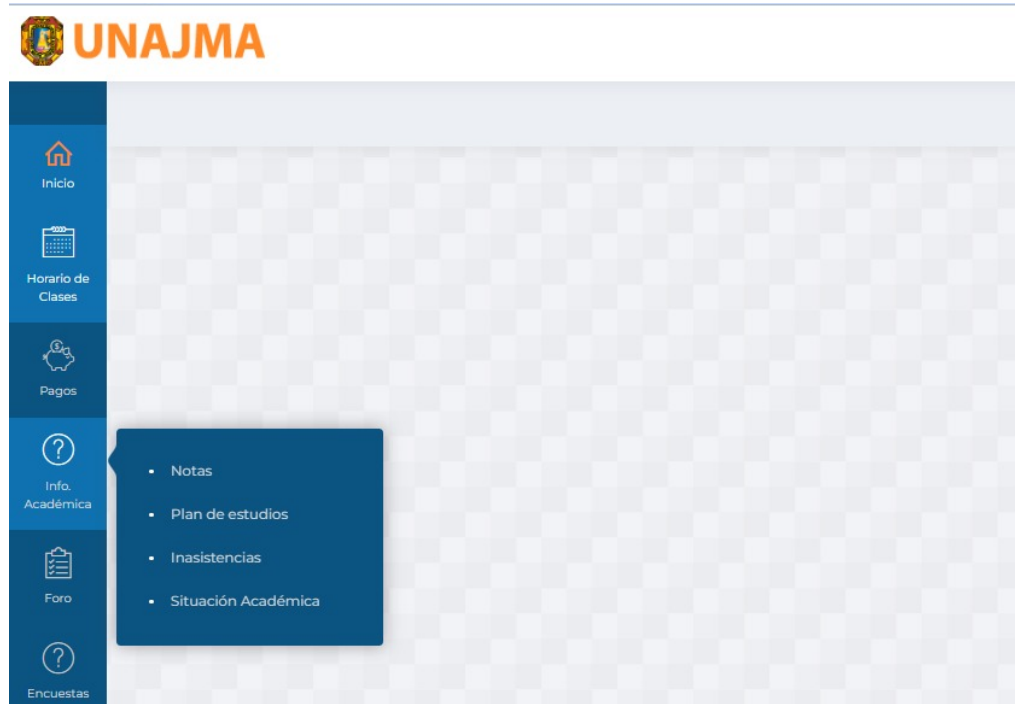 UNAJMA
Inicio
Horario de
Clases
Pagos
Info.
Académica
Notas
Plan de estudios
Inasistencias
Situación Académica
Foro
Encuestas